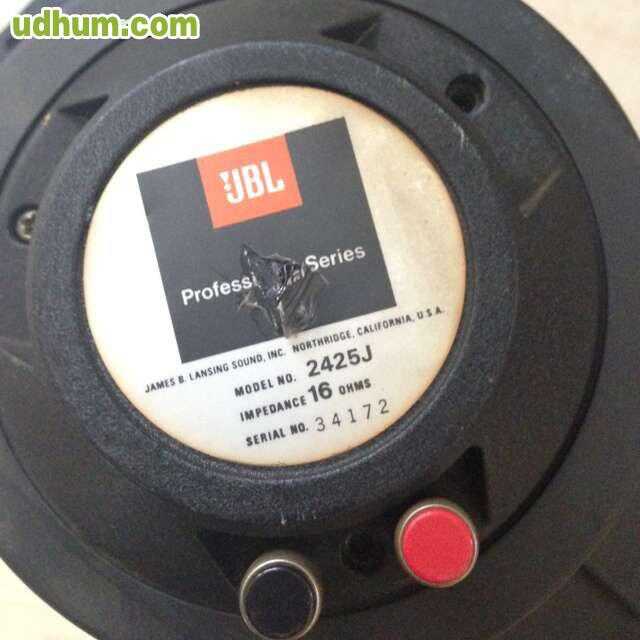 udhum.com
JBL
Series
JAMES B. LANSING SOUND, INC. NORTHRIDGE, CALIFORNIA, U.S.A.
MODEL NO. 2425J
IMPEDANCE 16 OHMS
SERIAL NO. 34172